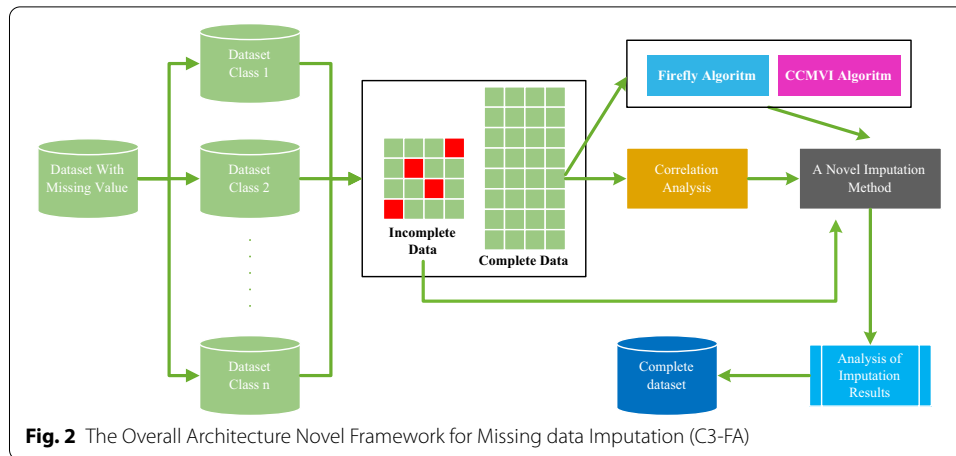 Dataset
Class 1
Dataset With
Missing Value
Dataset
Class 2
Dataset
Class n
Incomplete
Data
Complete Data
Firefly Algoritm
CCMVI Algoritm
Correlation
Analysis
A Novel Imputation
Method
Analysis of
Imputation
Results
Complete
dataset
Fig. 2 The Overall Architecture Novel Framework for Missing data Imputation (C3-FA)